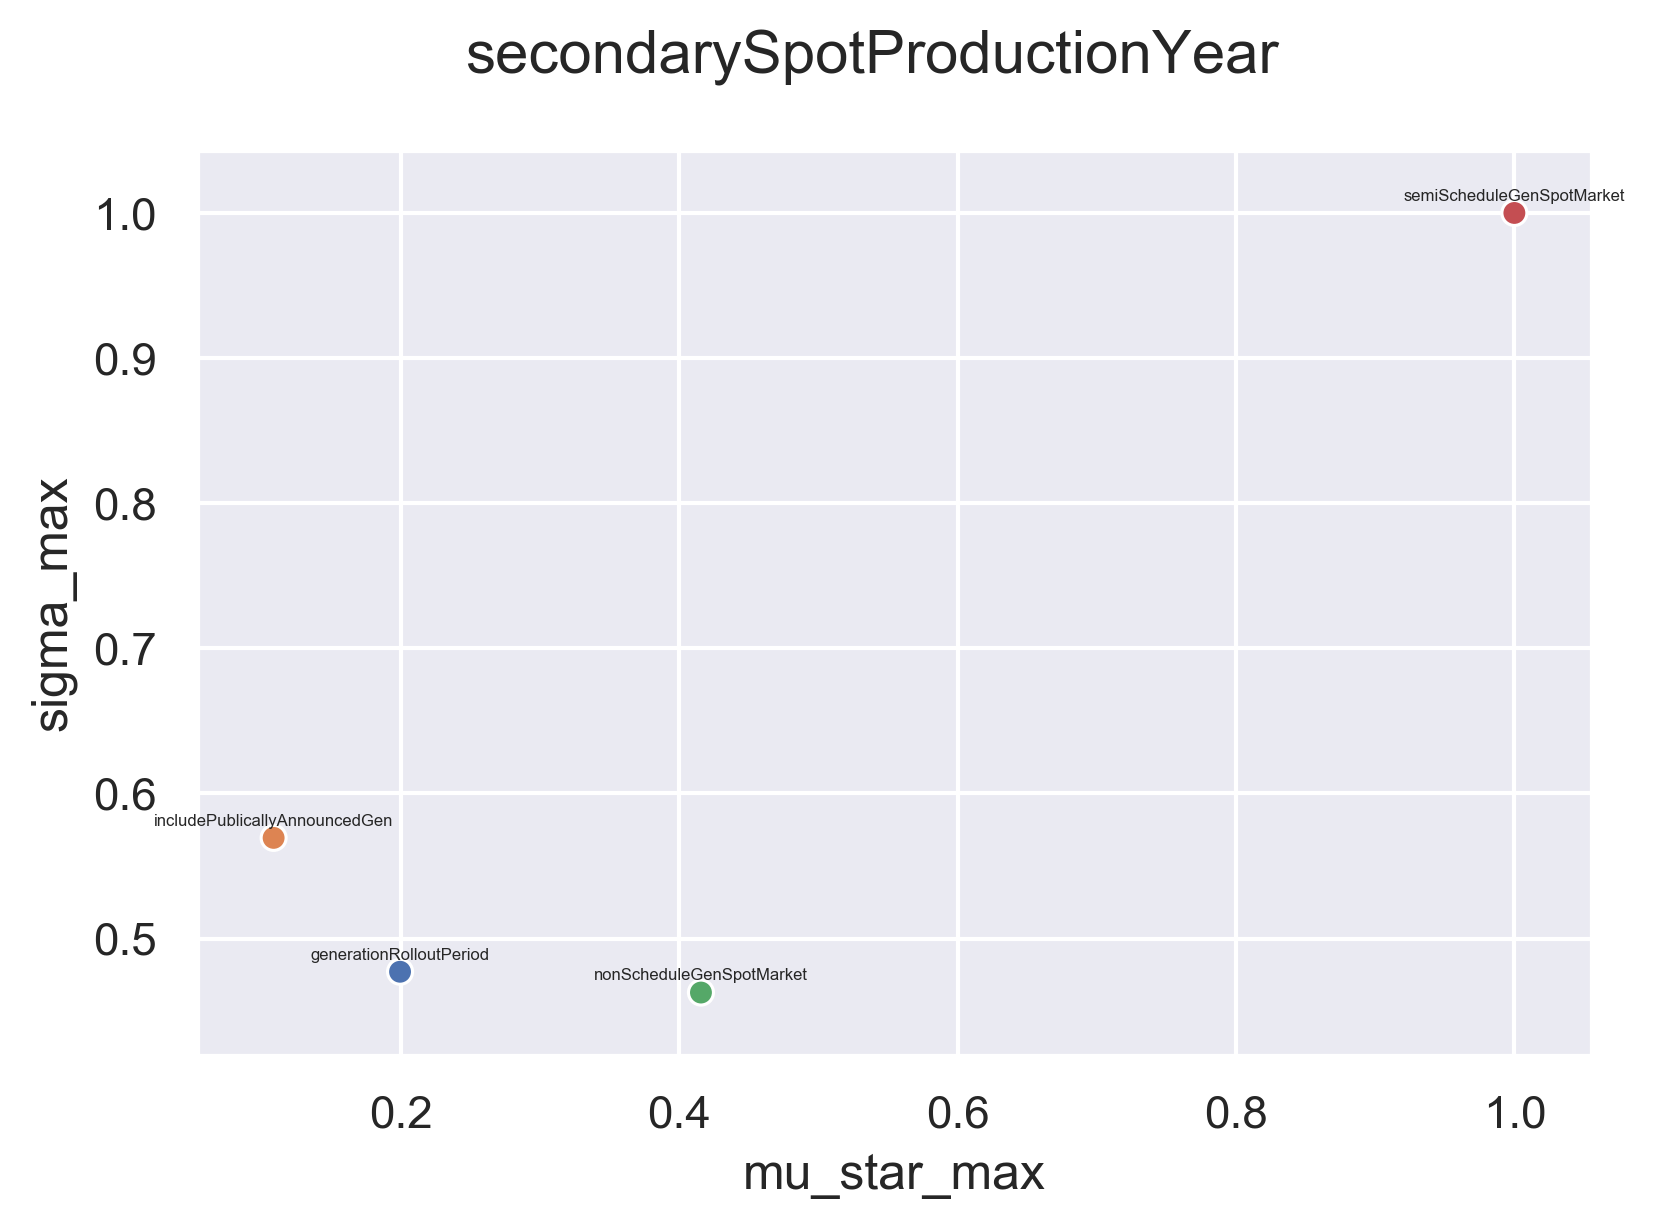 secondarySpotProductionYear
semiScheduleGenSpotMarket
1.0
0.9
0.8
sigma_max
0.7
0.6
includePublicallyAnnouncedGen
0.5
generationRolloutPeriod
nonScheduleGenSpotMarket
0.2 0.4 0.6 0.8 1.0
mu_star_max